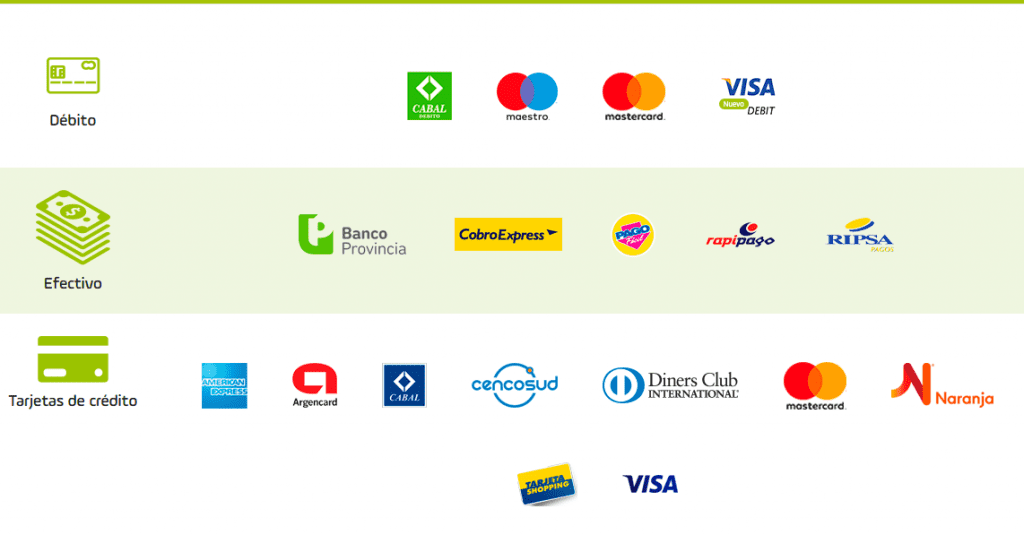 Débito
CABAL
DEBITO
maestro.
mastercard.
VISA
Nuevo
DEBIT
Efectivo
Banco
Provincia
CobroExpress
PAGO
Fácil
rapipago
RIPSA
PAGOS
Tarjetas de crédito
AMERICAN
EXPRESS
Argencard
CABAL
cencosud
Diners Club
INTERNATIONAL®
mastercard.
Naranja
TARJETA
SHOPPING
VISA